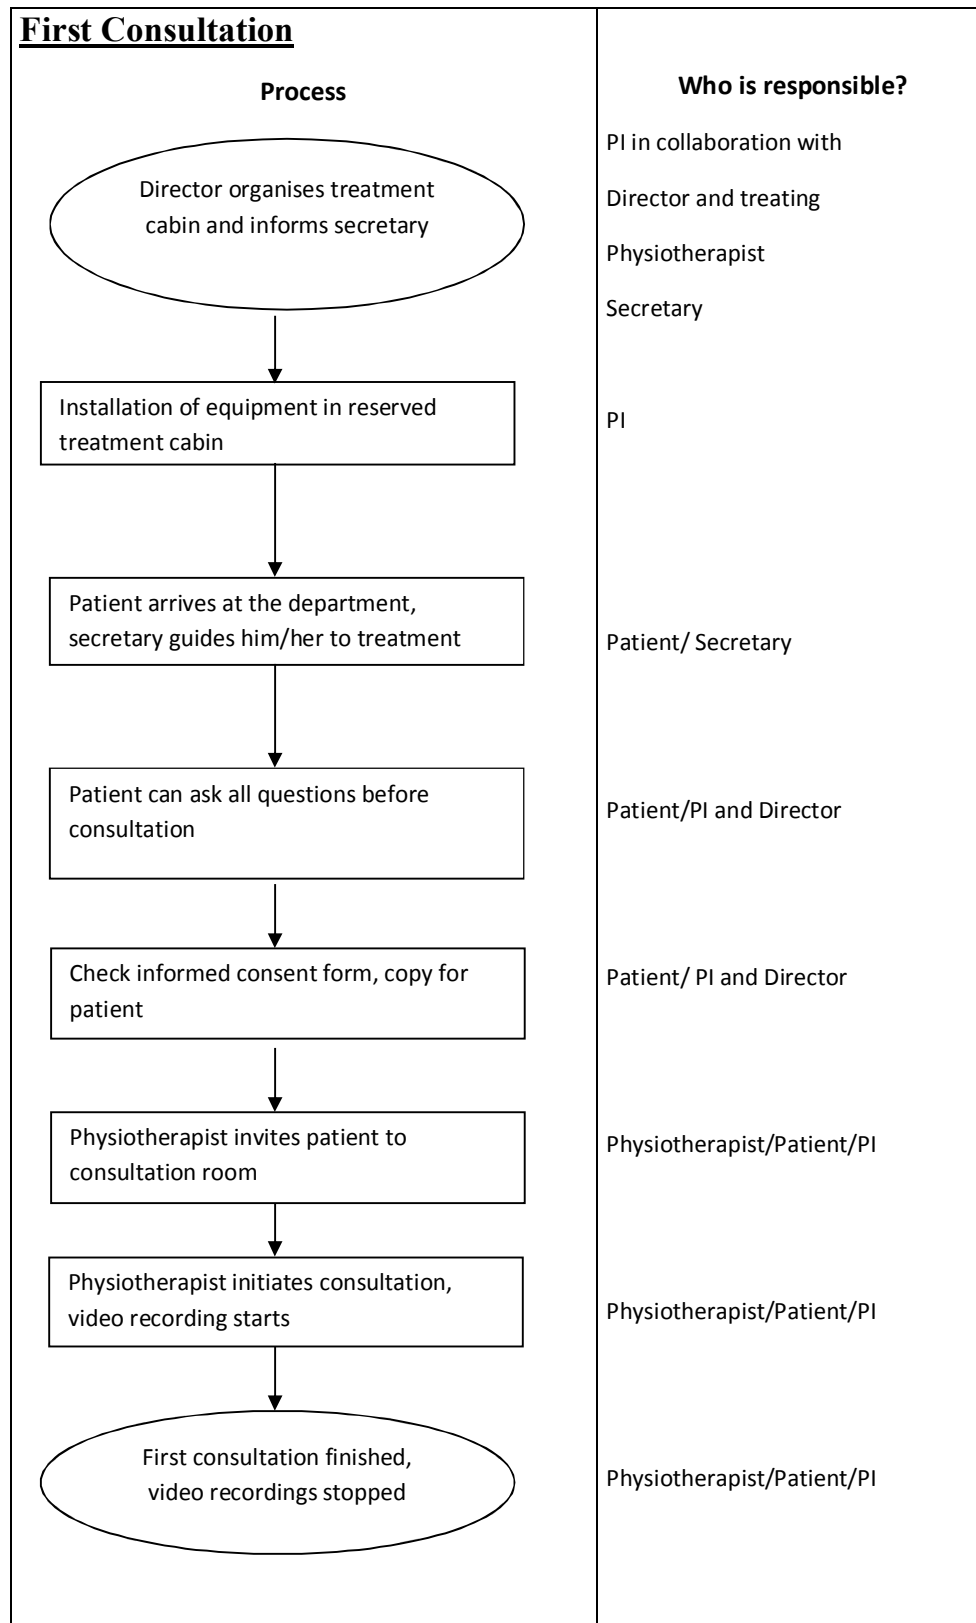 First Consultation
Process
Who is responsible?
Director organises treatment
cabin and informs secretary
PI in collaboration with
Director and treating
Physiotherapist
Secretary
Installation of equipment in reserved
treatment cabin
PI
Patient arrives at the department,
secretary guides him/her to treatment
Patient/ Secretary
Patient can ask all questions before
consultation
Patient/PI and Director
Check informed consent form, copy for
patient
Patient/ PI and Director
Physiotherapist invites patient to
consultation room
Physiotherapist/Patient/PI
Physiotherapist initiates consultation,
video recording starts
Physiotherapist/Patient/PI
First consultation finished,
video recordings stopped
Physiotherapist/Patient/PI